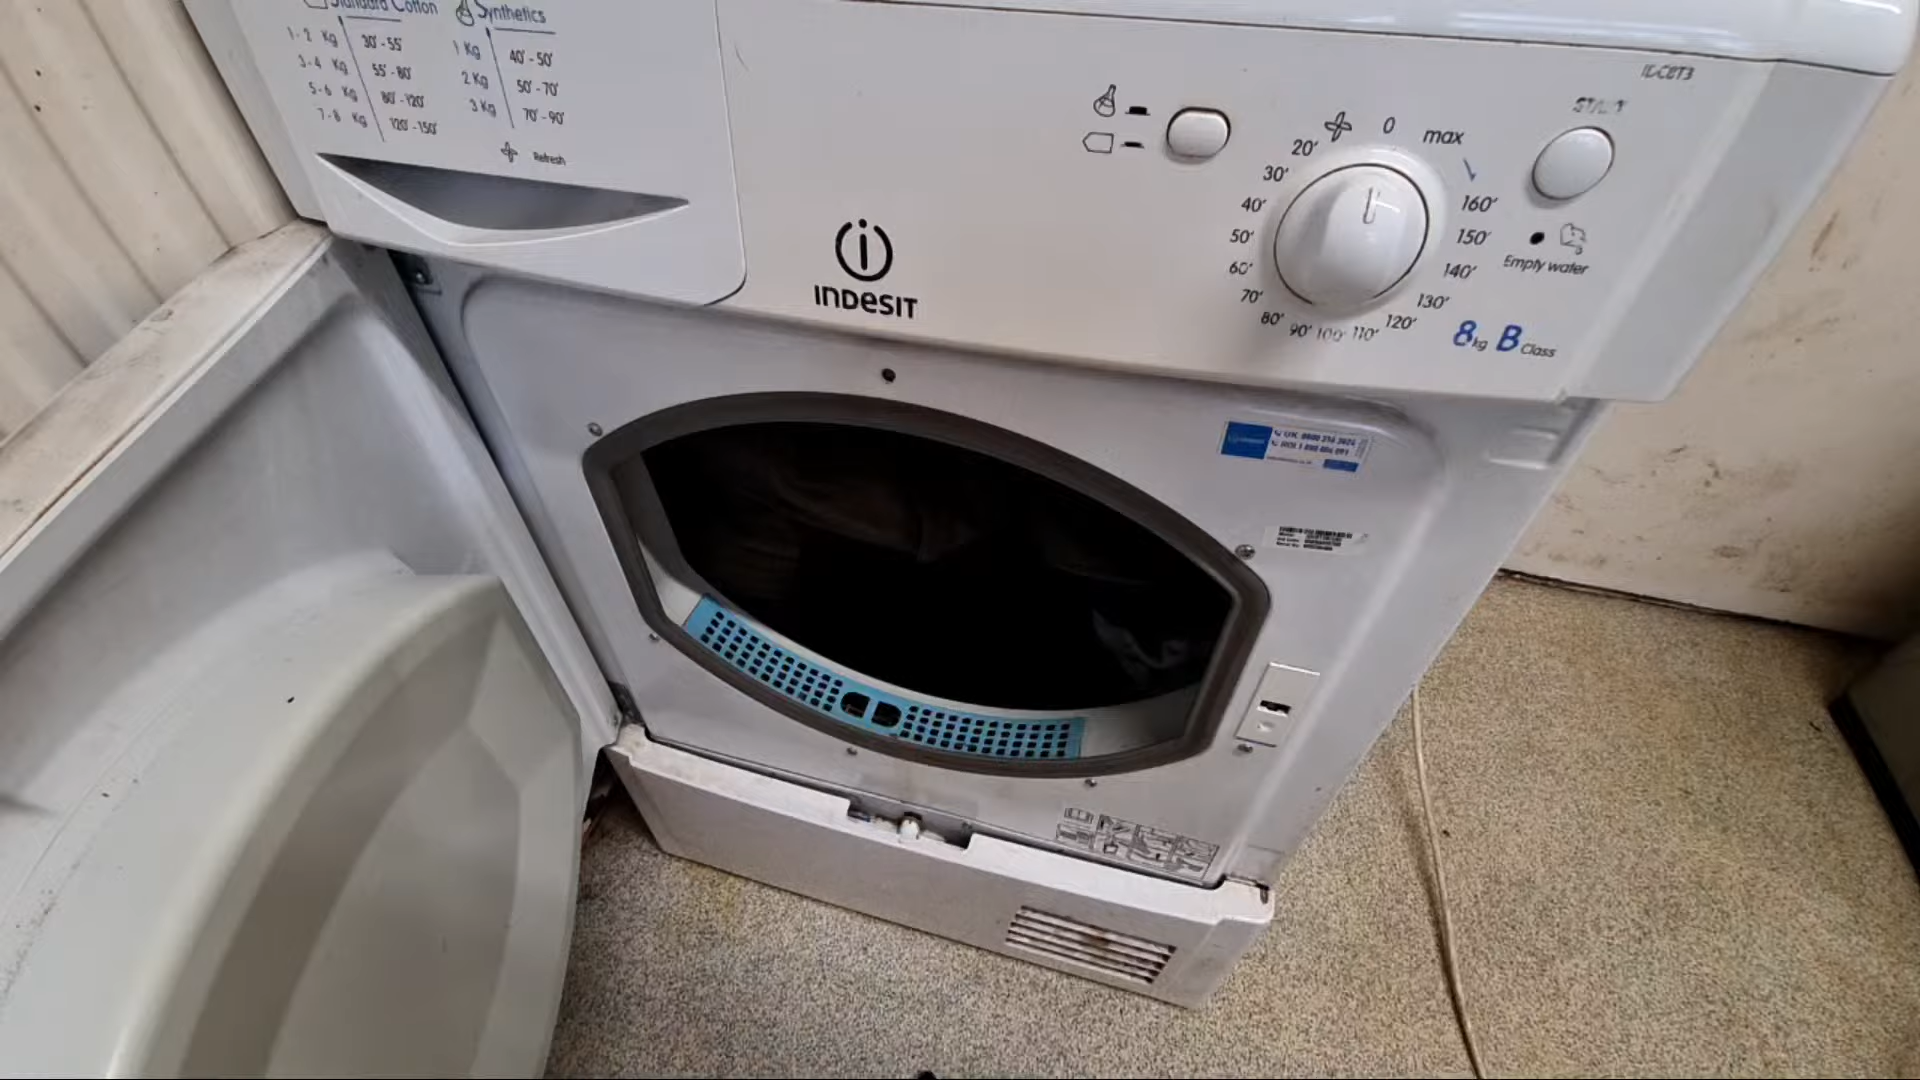 Standard Cotton
1-2 Kg 30'-55'
3-4 Kg 55'-80'
5-6 Kg 80'-120'
7-8 Kg 120'-150'
Synthetics
1 Kg 40'-50'
2 Kg 50'-70'
3 Kg 70'-90'
Refresh
INDESIT
0
max
160'
150'
140'
130'
120'
110'
100'
90'
80'
70'
60'
50'
40'
30'
20'
START
Empty water
8kg B Class